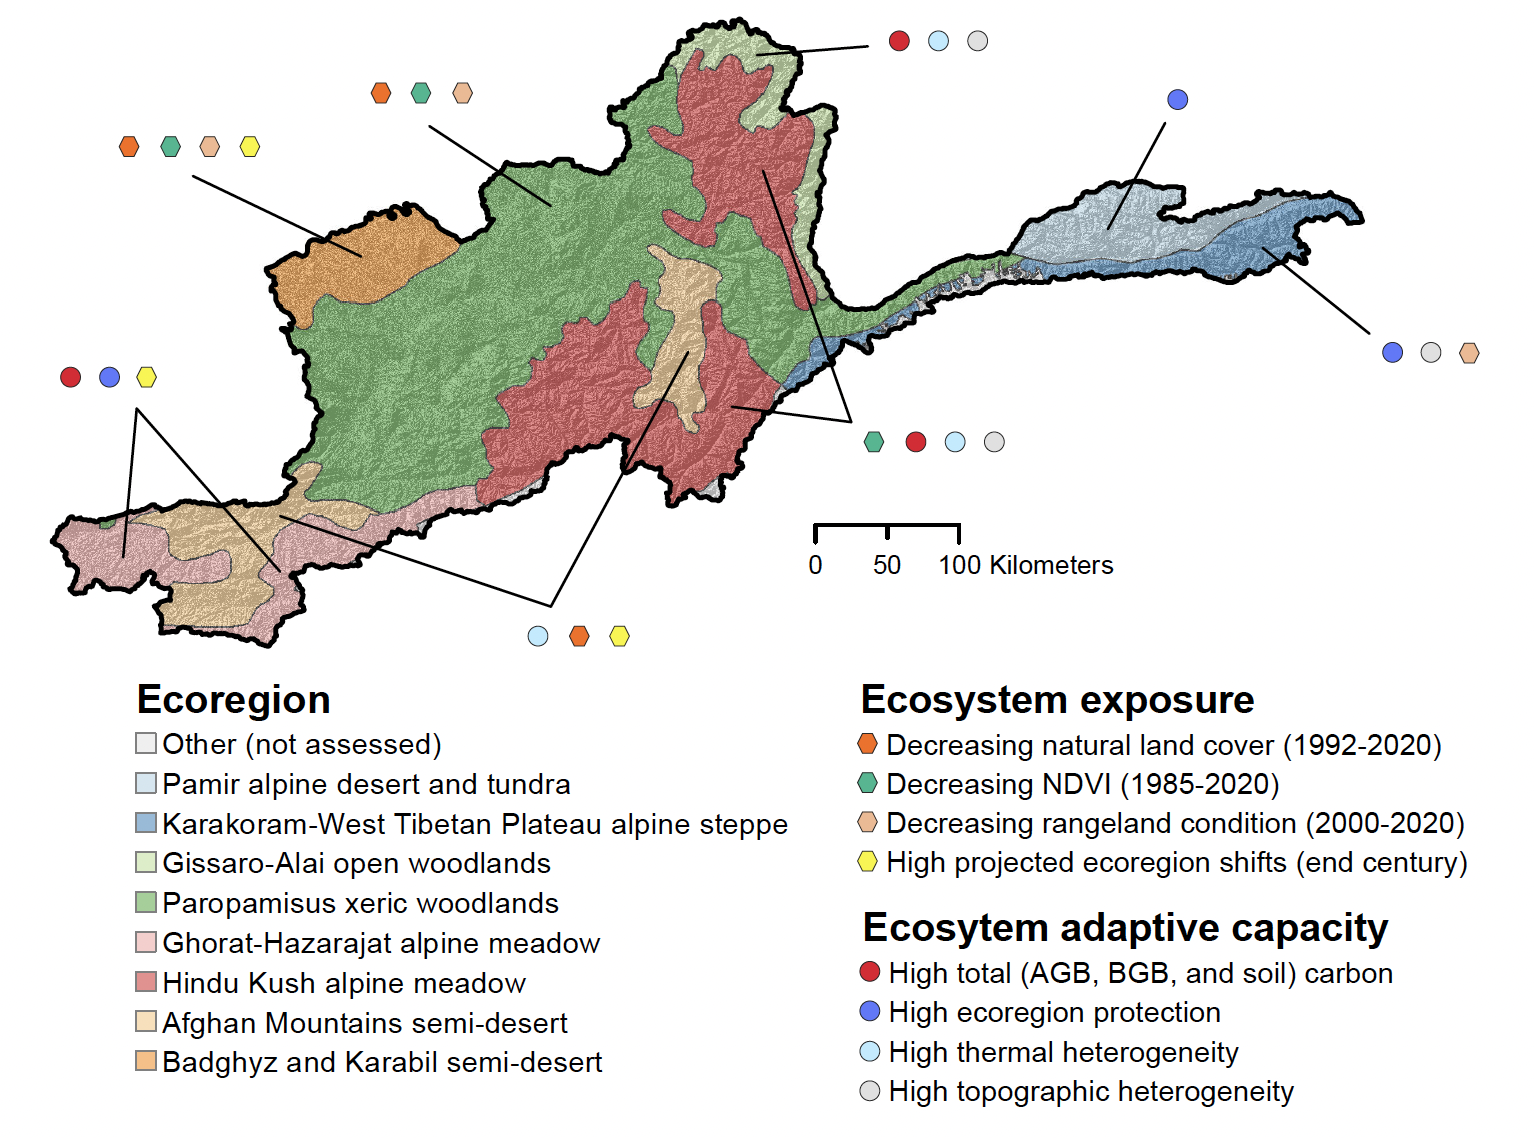 0 50 100 Kilometers
Ecoregion
Other (not assessed)
Pamir alpine desert and tundra
Karakoram-West Tibetan Plateau alpine steppe
Gissaro-Alai open woodlands
Paropamisus xeric woodlands
Ghorat-Hazarajat alpine meadow
Hindu Kush alpine meadow
Afghan Mountains semi-desert
Badghyz and Karabil semi-desert
Ecosystem exposure
Decreasing natural land cover (1992-2020)
Decreasing NDVI (1985-2020)
Decreasing rangeland condition (2000-2020)
High projected ecoregion shifts (end century)
Ecosytem adaptive capacity
High total (AGB, BGB, and soil) carbon
High ecoregion protection
High thermal heterogeneity
High topographic heterogeneity